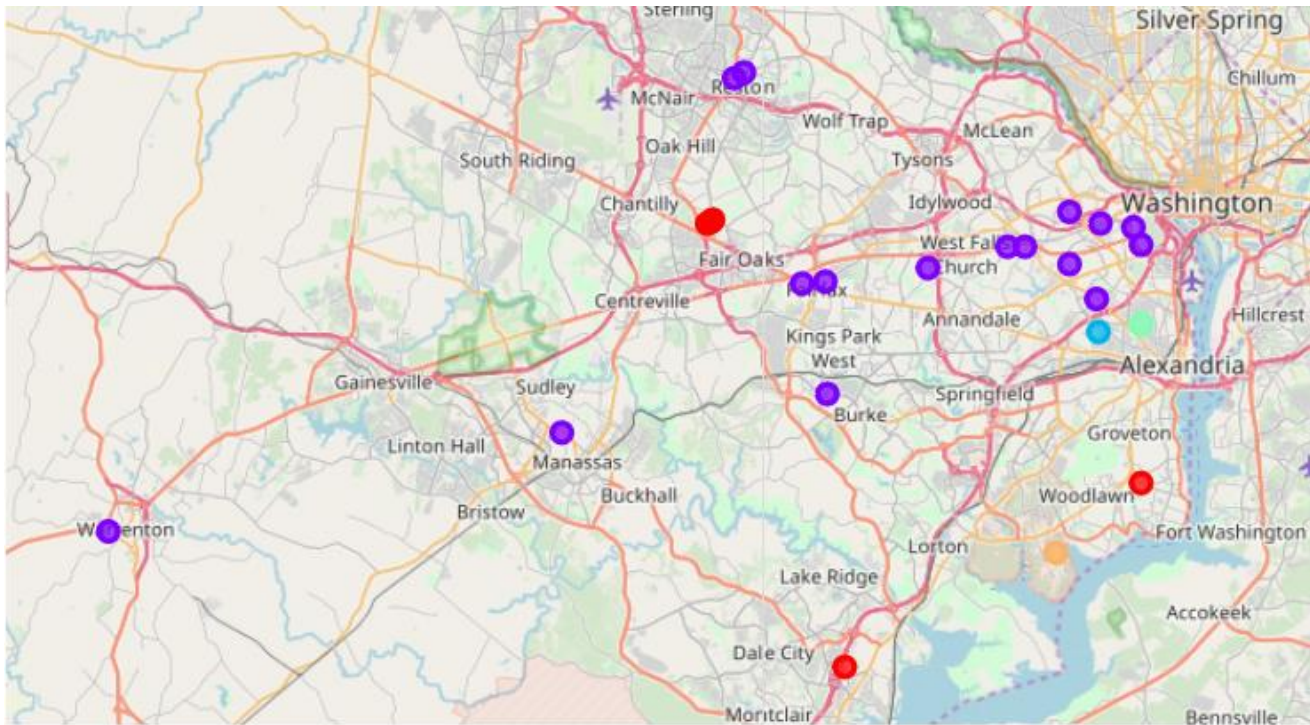 Sterling
Silver Spring
Chillum
Reston
McNair
Wolf Trap
McLean
Oak Hill
South Riding
Tysons
Chantilly
Idylwood
Washington
West Falls
Church
Fair Oaks
Fairfax
Centreville
Annandale
Hillcrest
Kings Park
West
Alexandria
Gainesville
Sudley
Springfield
Burke
Groveton
Linton Hall
Manassas
Buckhall
Woodlawn
Bristow
Warrenton
Fort Washington
Lorton
Lake Ridge
Accokeek
Dale City
Montclair
Bennsville